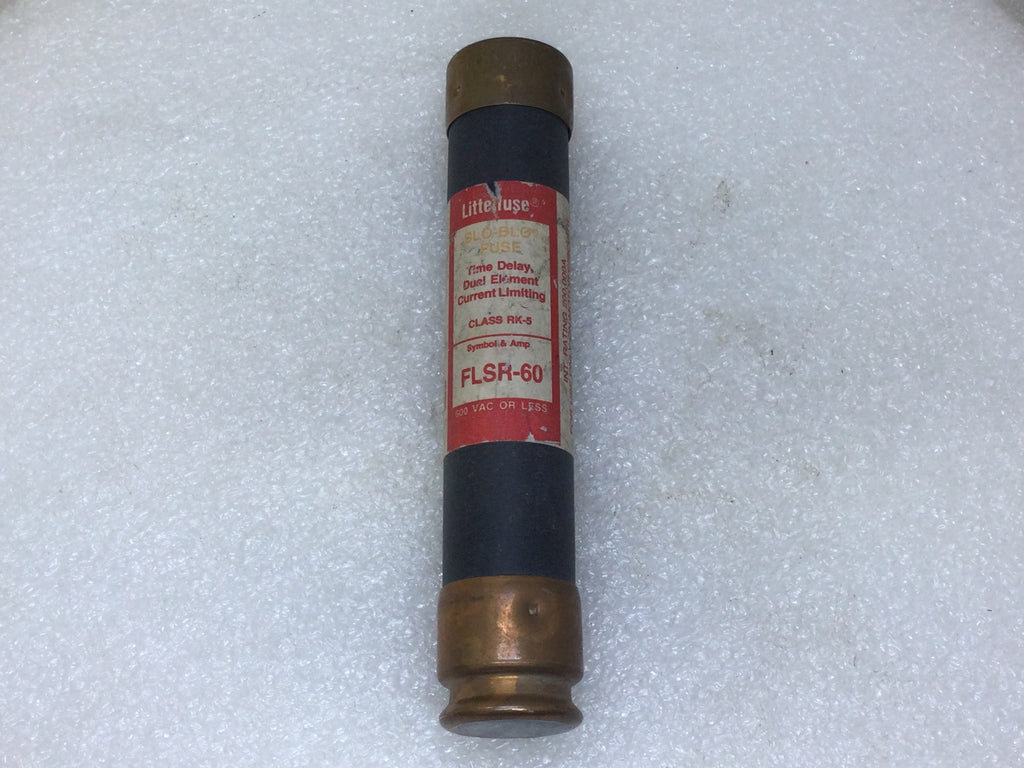 Littelfuse®
SLO-BLO®
FUSE
Time Delay,
Dual Element
Current Limiting
CLASS RK-5
Symbol & Amp
FLSR-60
600 VAC OR LESS
INT. RATING 200,000A